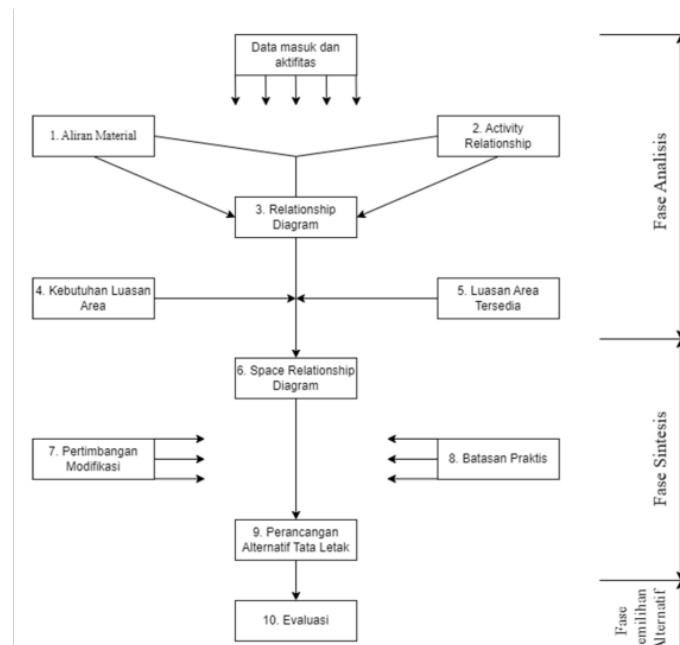 Data masuk dan
aktifitas
1. Aliran Material
2. Activity
Relationship
3. Relationship
Diagram
4. Kebutuhan Luasan
Area
5. Luasan Area
Tersedia
6. Space Relationship
Diagram
7. Pertimbangan
Modifikasi
8. Batasan Praktis
9. Perancangan
Alternatif Tata Letak
10. Evaluasi
Fase Analisis
Fase Sintesis
Fase
emilihan
Alternatif